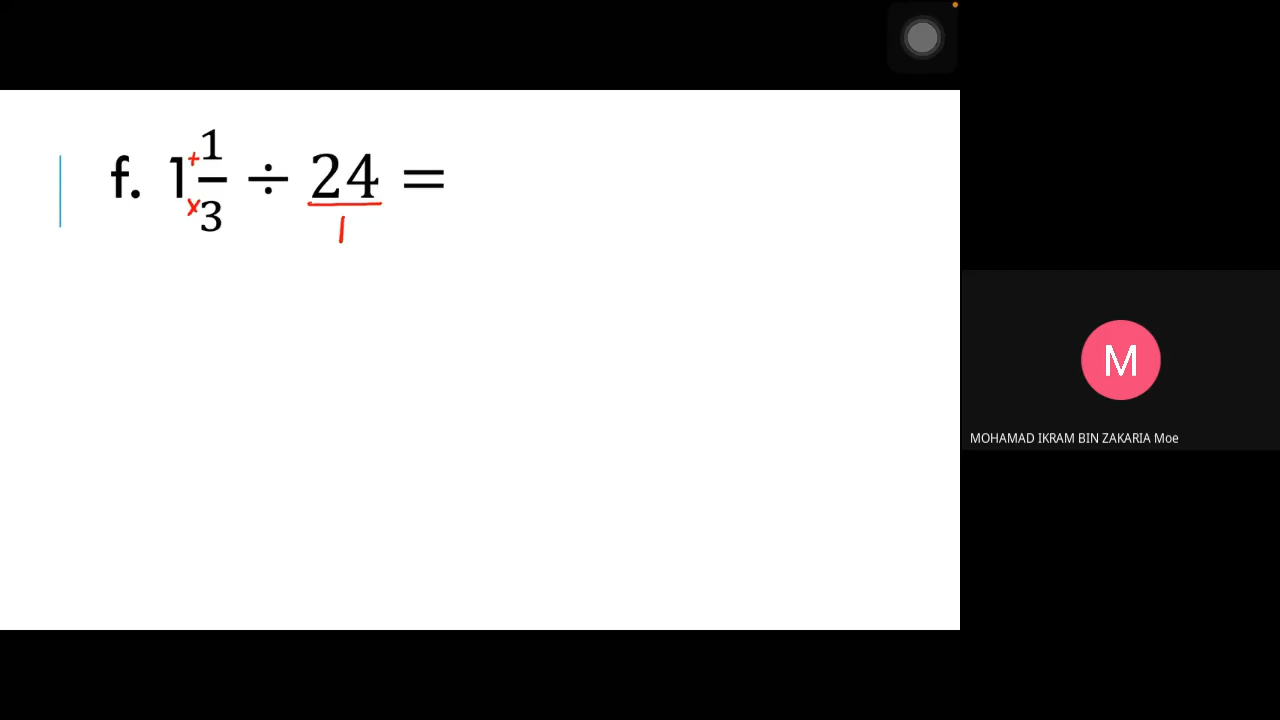 f. 1 1/3 ÷ 24 =
+
×
1
M
MOHAMAD IKRAM BIN ZAKARIA Moe